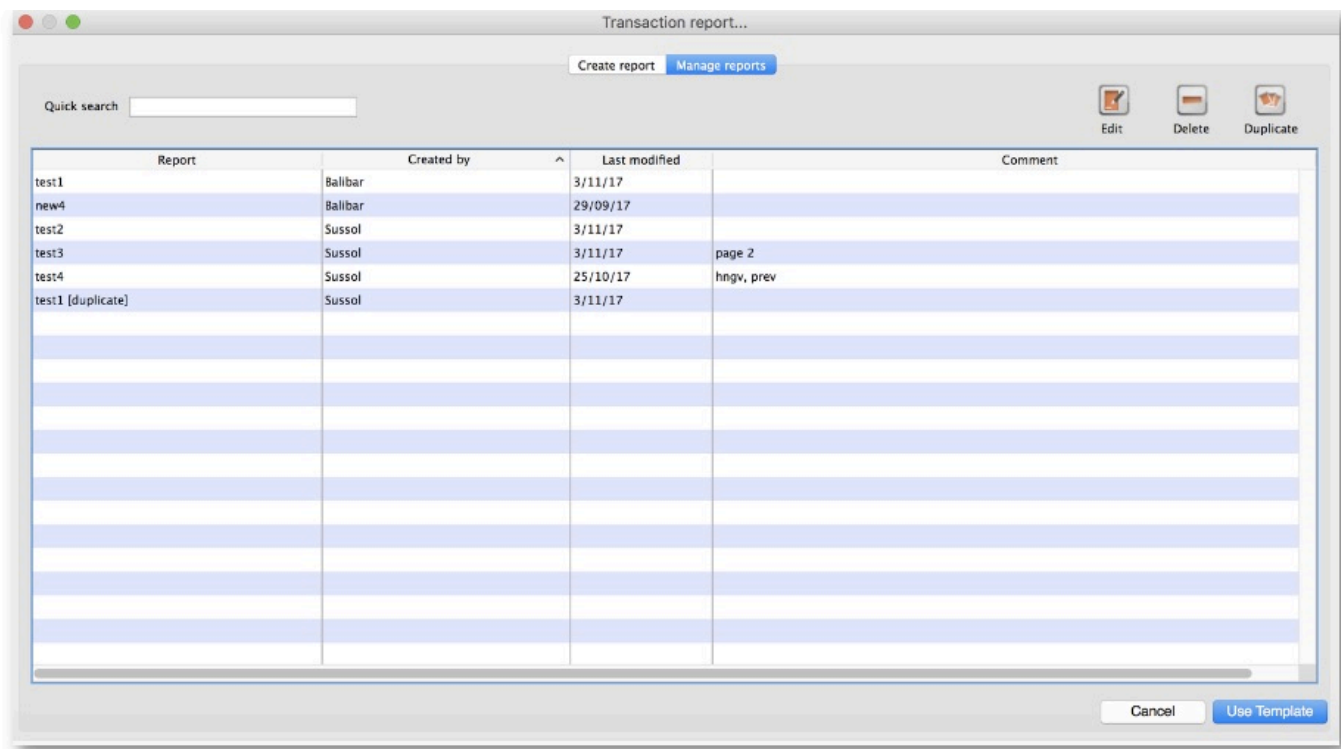 Transaction report...
Create report Manage reports
Quick search
Edit Delete Duplicate
Report Created by Last modified Comment
test1 Balibar 3/11/17
new4 Balibar 29/09/17
test2 Sussol 3/11/17
test3 Sussol 3/11/17 page 2
test4 Sussol 25/10/17 hngv, prev
test1 [duplicate] Sussol 3/11/17
Cancel Use Template